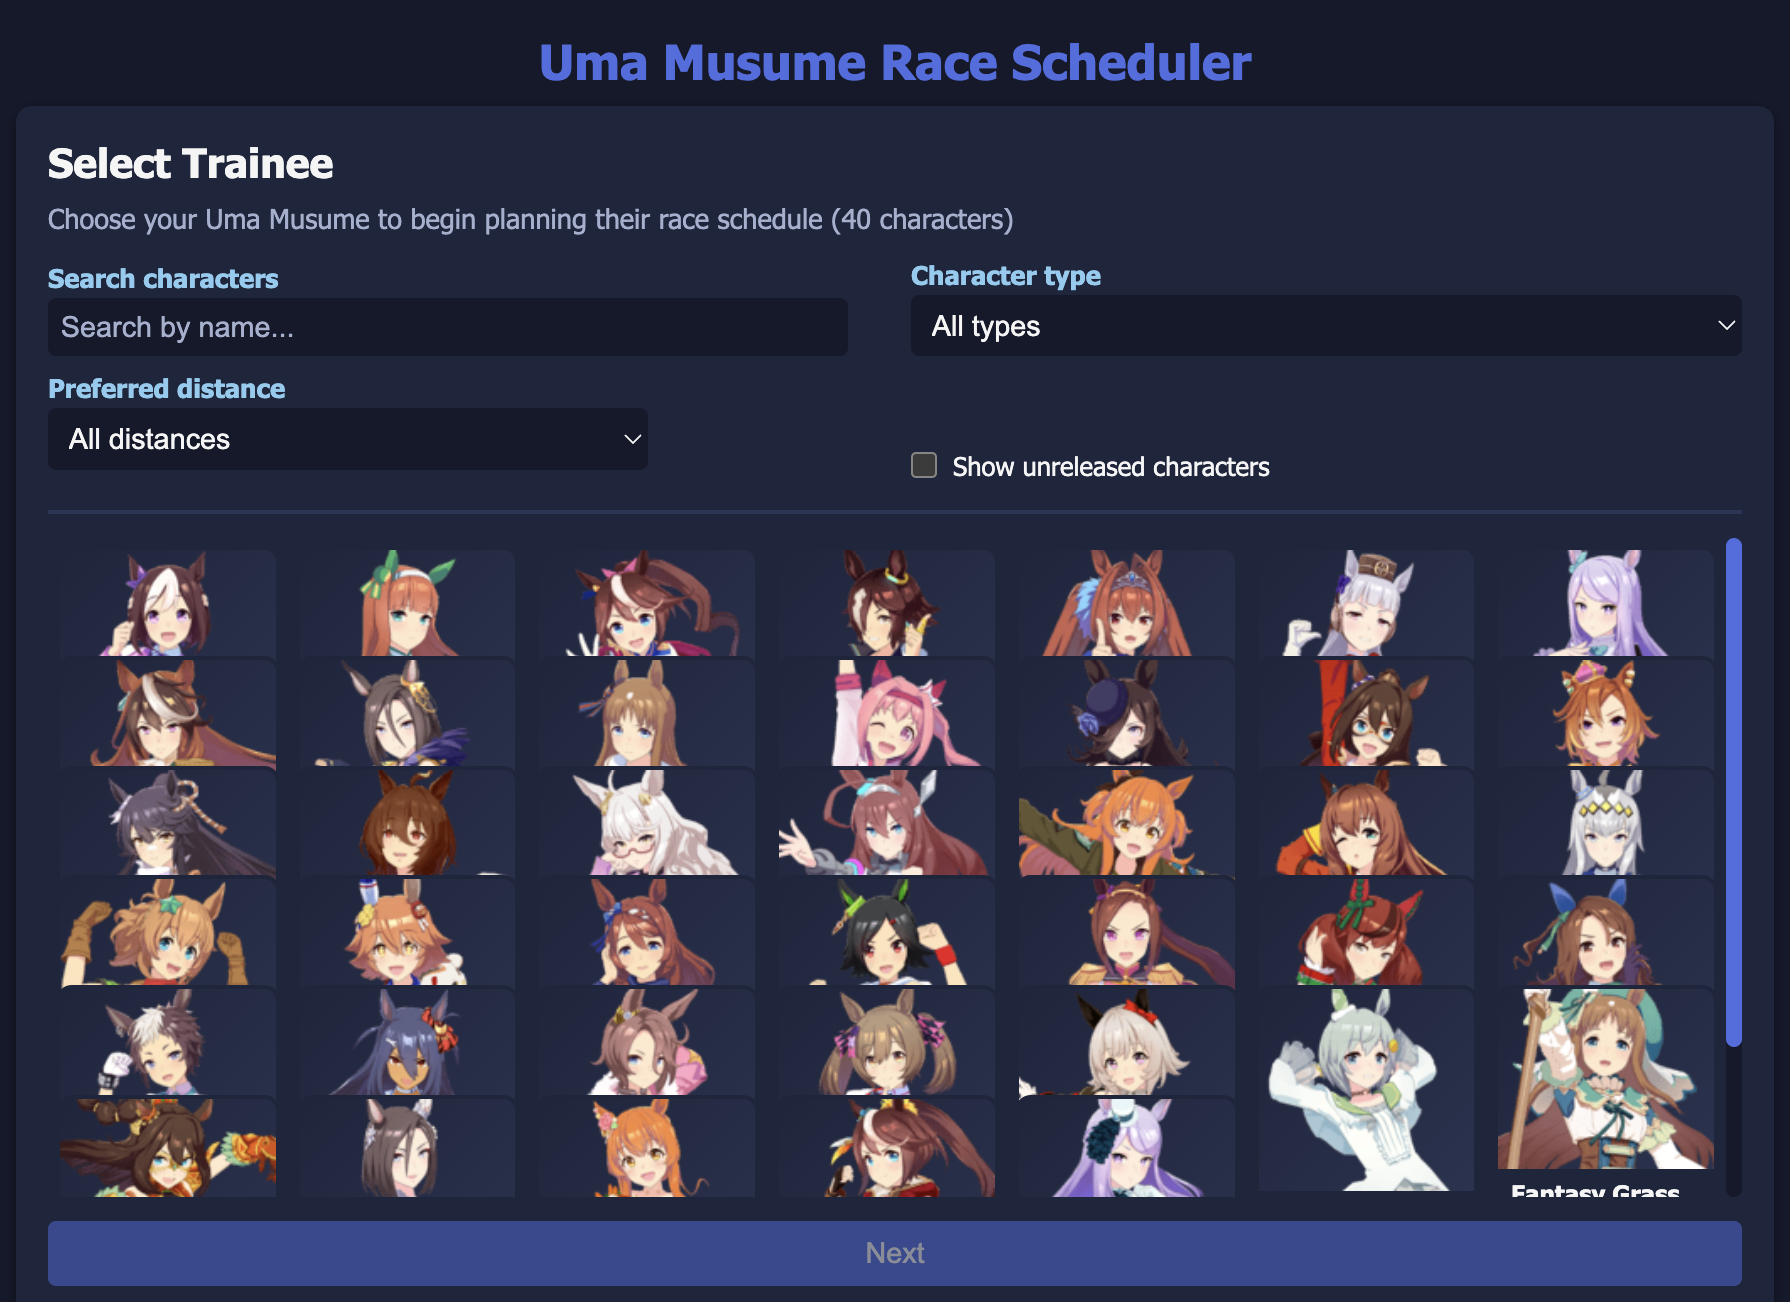 Uma Musume Race Scheduler
Select Trainee
Choose your Uma Musume to begin planning their race schedule (40 characters)
Search characters
Character type
Search by name...
All types
Preferred distance
All distances
Show unreleased characters
Fantasy Grass
Next